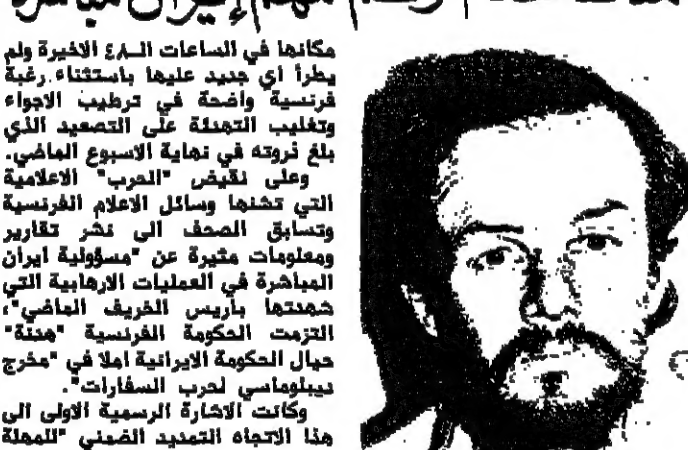 مكانها في الساعات الـ٤٨ الاخيرة ولم
يطرأ اي جديد عليها باستثناء رغبة
فرنسية واضحة في ترطيب الاجواء
وتغليب التهدئة على التصعيد الذي
بلغ ذروته في نهاية الاسبوع الماضي.
وعلى نقيض "الحرب" الاعلامية
التي تشنها وسائل الاعلام الفرنسية
وتسابق الصحف الى نشر تقارير
ومعلومات مثيرة عن "مسؤولية ايران
المباشرة في العمليات الارهابية التي
شهدتها باريس الخريف الماضي"،
التزمت الحكومة الفرنسية "هدنة"
حيال الحكومة الايرانية املا في "مخرج
ديبلوماسي لحرب السفارات".
وكانت الاشارة الرسمية الاولى الى
هذا الاتجاه التمديد الضمني "للمهلة